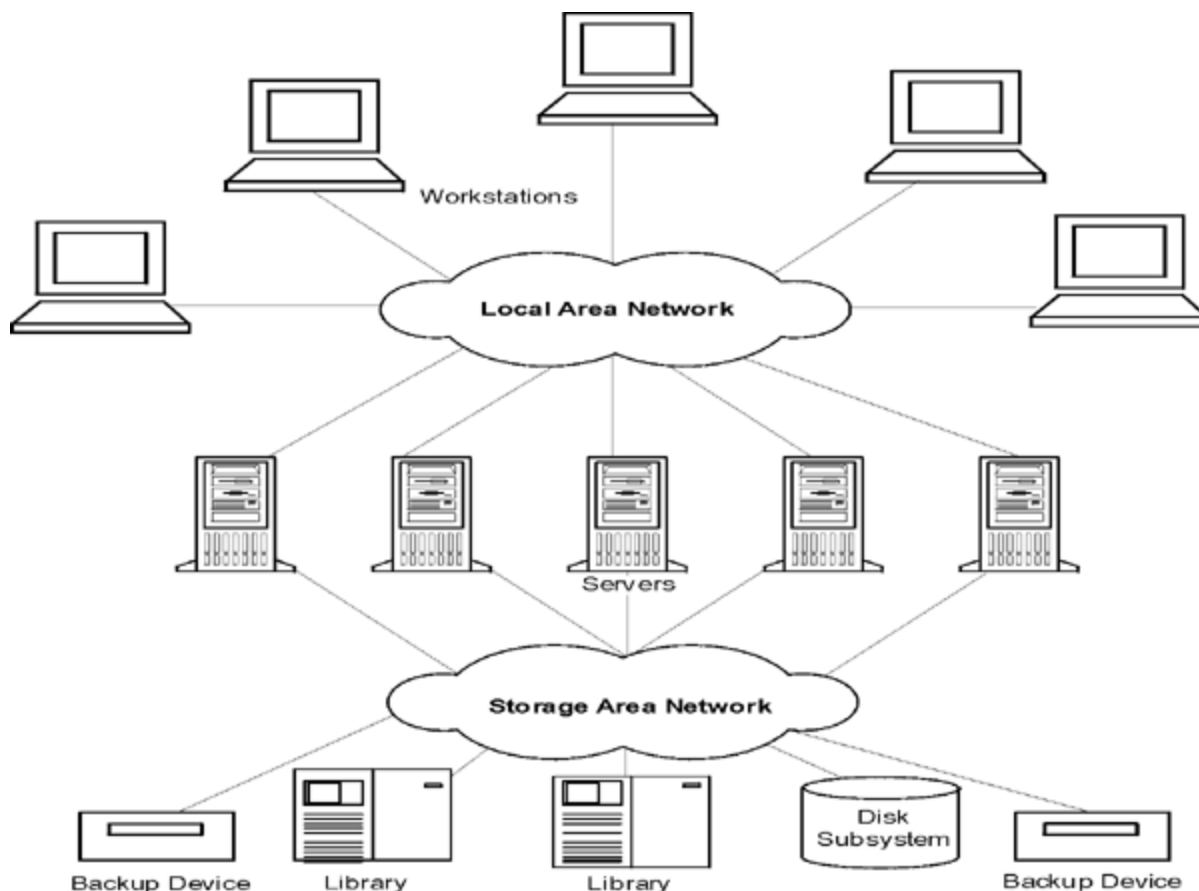 Workstations
Local Area Network
Servers
Storage Area Network
Disk
Subsystem
Backup Device
Library
Library
Backup Device